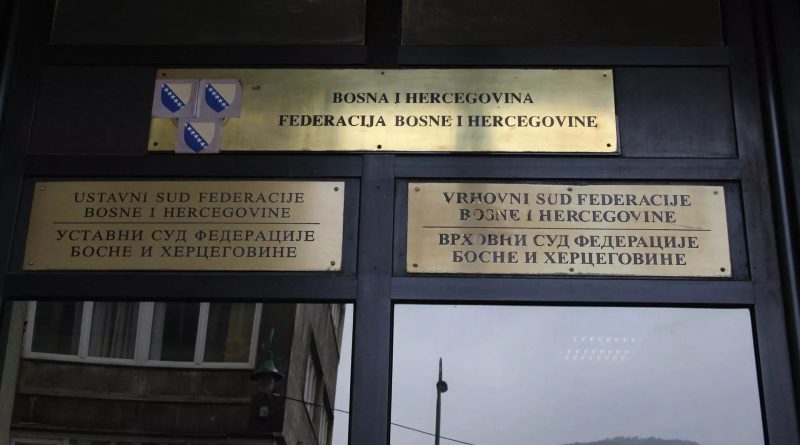 BOSNA I HERCEGOVINA
FEDERACIJA BOSNE I HERCEGOVINE
USTAVNI SUD FEDERACIJE
BOSNE I HERCEGOVINE
УСТАВНИ СУД ФЕДЕРАЦИЈЕ
БОСНЕ И ХЕРЦЕГОВИНЕ
VRHOVNI SUD FEDERACIJE
BOSNE I HERCEGOVINE
ВРХОВНИ СУД ФЕДЕРАЦИЈЕ
БОСНЕ И ХЕРЦЕГОВИНЕ